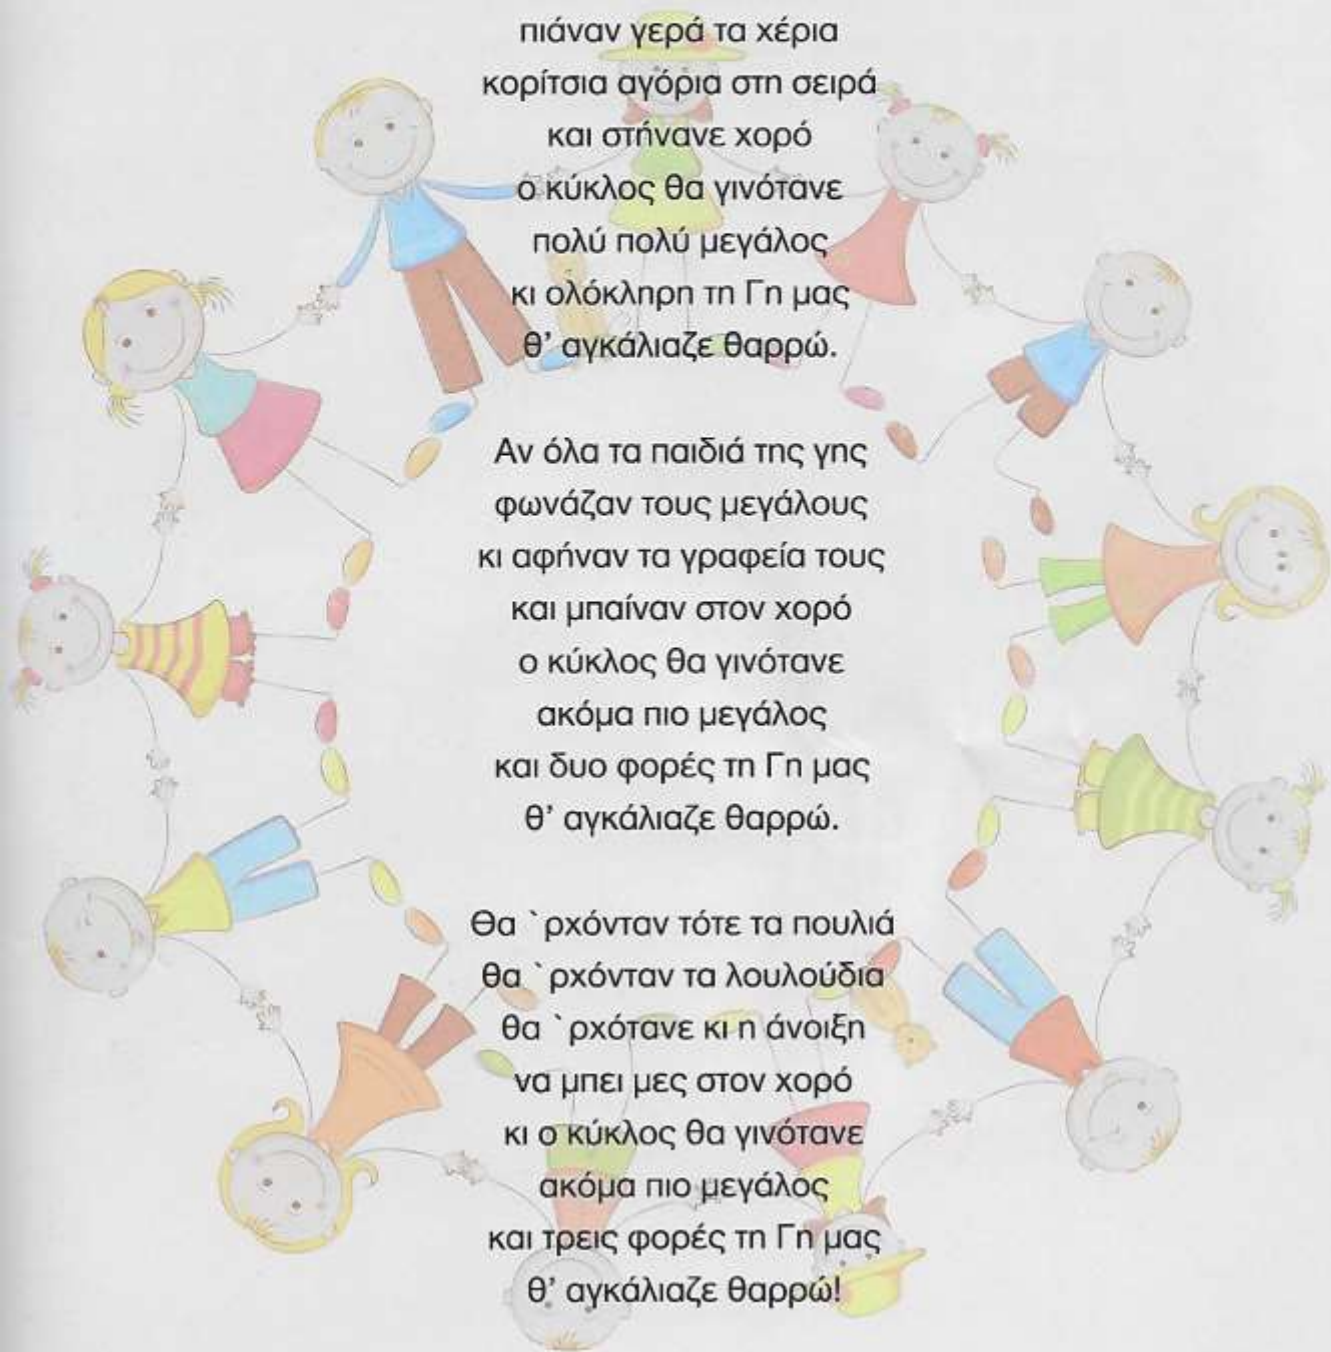 πιάναν γερά τα χέρια
κορίτσια αγόρια στη σειρά
και στήνανε χορό
ο κύκλος θα γινότανε
πολύ πολύ μεγάλος
κι ολόκληρη τη Γη μας
θ’ αγκάλιαζε θαρρώ.

Αν όλα τα παιδιά της γης
φωνάζαν τους μεγάλους
κι αφήναν τα γραφεία τους
και μπαίναν στον χορό
ο κύκλος θα γινότανε
ακόμα πιο μεγάλος
και δυο φορές τη Γη μας
θ’ αγκάλιαζε θαρρώ.

Θα `ρχόνταν τότε τα πουλιά
θα `ρχόνταν τα λουλούδια
θα `ρχότανε κι η άνοιξη
να μπει μες στον χορό
κι ο κύκλος θα γινότανε
ακόμα πιο μεγάλος
και τρεις φορές τη Γη μας
θ’ αγκάλιαζε θαρρώ!